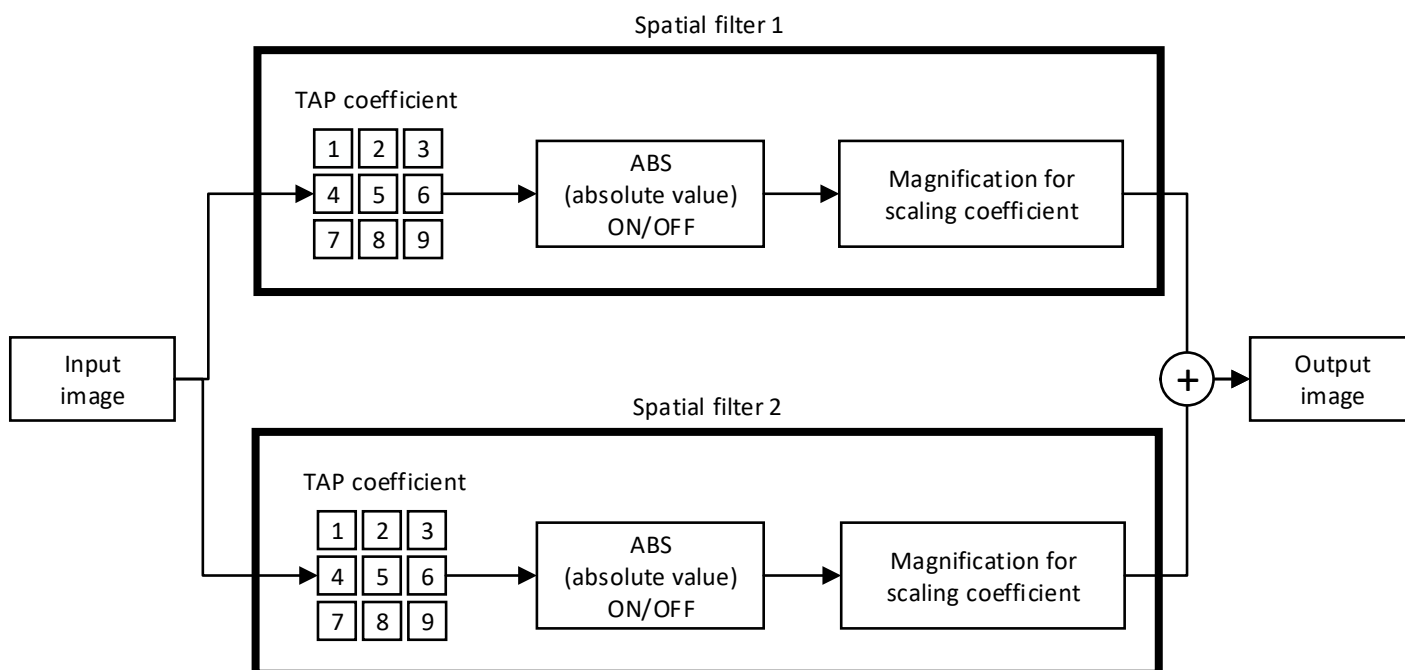 Spatial filter 1
TAP coefficient
1 2 3
4 5 6
7 8 9
ABS
(absolute value)
ON/OFF
Magnification for
scaling coefficient
Input
image
+
Output
image
Spatial filter 2
TAP coefficient
1 2 3
4 5 6
7 8 9
ABS
(absolute value)
ON/OFF
Magnification for
scaling coefficient